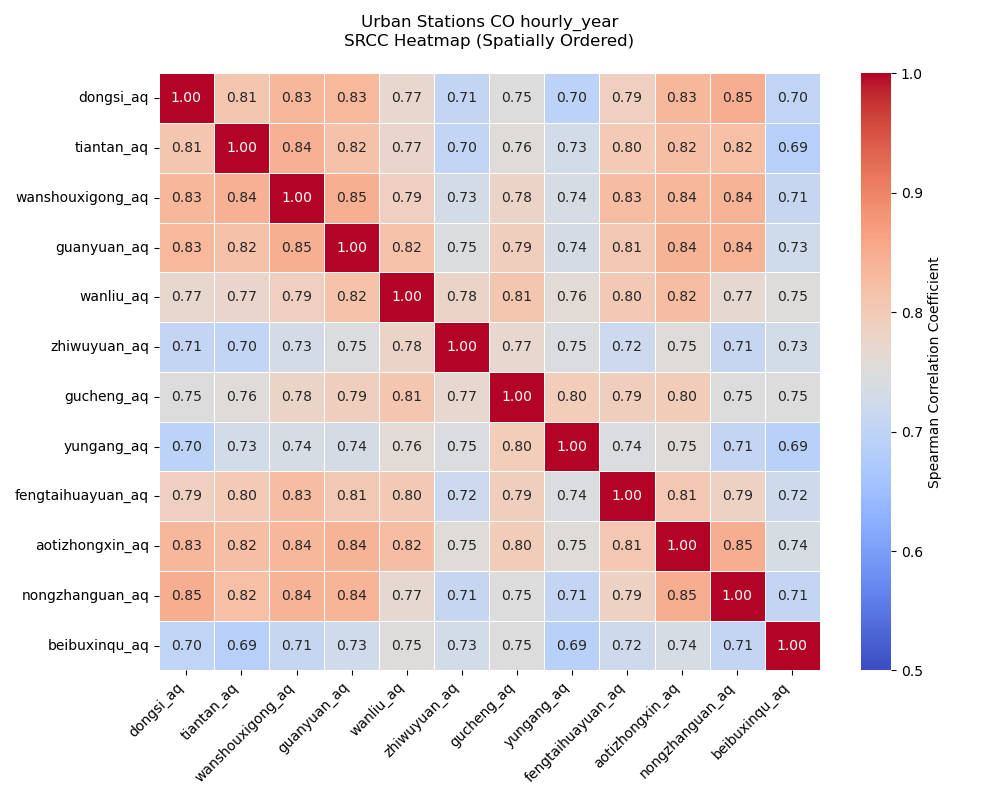 Urban Stations CO hourly_year
SRCC Heatmap (Spatially Ordered)
dongsi_aq 1.00 0.81 0.83 0.83 0.77 0.71 0.75 0.70 0.79 0.83 0.85 0.70
tiantan_aq 0.81 1.00 0.84 0.82 0.77 0.70 0.76 0.73 0.80 0.82 0.82 0.69
wanshouxigong_aq 0.83 0.84 1.00 0.85 0.79 0.73 0.78 0.74 0.83 0.84 0.84 0.71
guanyuan_aq 0.83 0.82 0.85 1.00 0.82 0.75 0.79 0.74 0.81 0.84 0.84 0.73
wanliu_aq 0.77 0.77 0.79 0.82 1.00 0.78 0.81 0.76 0.80 0.82 0.77 0.75
zhiwuyuan_aq 0.71 0.70 0.73 0.75 0.78 1.00 0.77 0.75 0.72 0.75 0.71 0.73
gucheng_aq 0.75 0.76 0.78 0.79 0.81 0.77 1.00 0.80 0.79 0.80 0.75 0.75
yungang_aq 0.70 0.73 0.74 0.74 0.76 0.75 0.80 1.00 0.74 0.75 0.71 0.69
fengtaihuayuan_aq 0.79 0.80 0.83 0.81 0.80 0.72 0.79 0.74 1.00 0.81 0.79 0.72
aotizhongxin_aq 0.83 0.82 0.84 0.84 0.82 0.75 0.80 0.75 0.81 1.00 0.85 0.74
nongzhanguan_aq 0.85 0.82 0.84 0.84 0.77 0.71 0.75 0.71 0.79 0.85 1.00 0.71
beibuxinqu_aq 0.70 0.69 0.71 0.73 0.75 0.73 0.75 0.69 0.72 0.74 0.71 1.00
dongsi_aq
tiantan_aq
wanshouxigong_aq
guanyuan_aq
wanliu_aq
zhiwuyuan_aq
gucheng_aq
yungang_aq
fengtaihuayuan_aq
aotizhongxin_aq
nongzhanguan_aq
beibuxinqu_aq
1.0
0.9
0.8
0.7
0.6
0.5
Spearman Correlation Coefficient